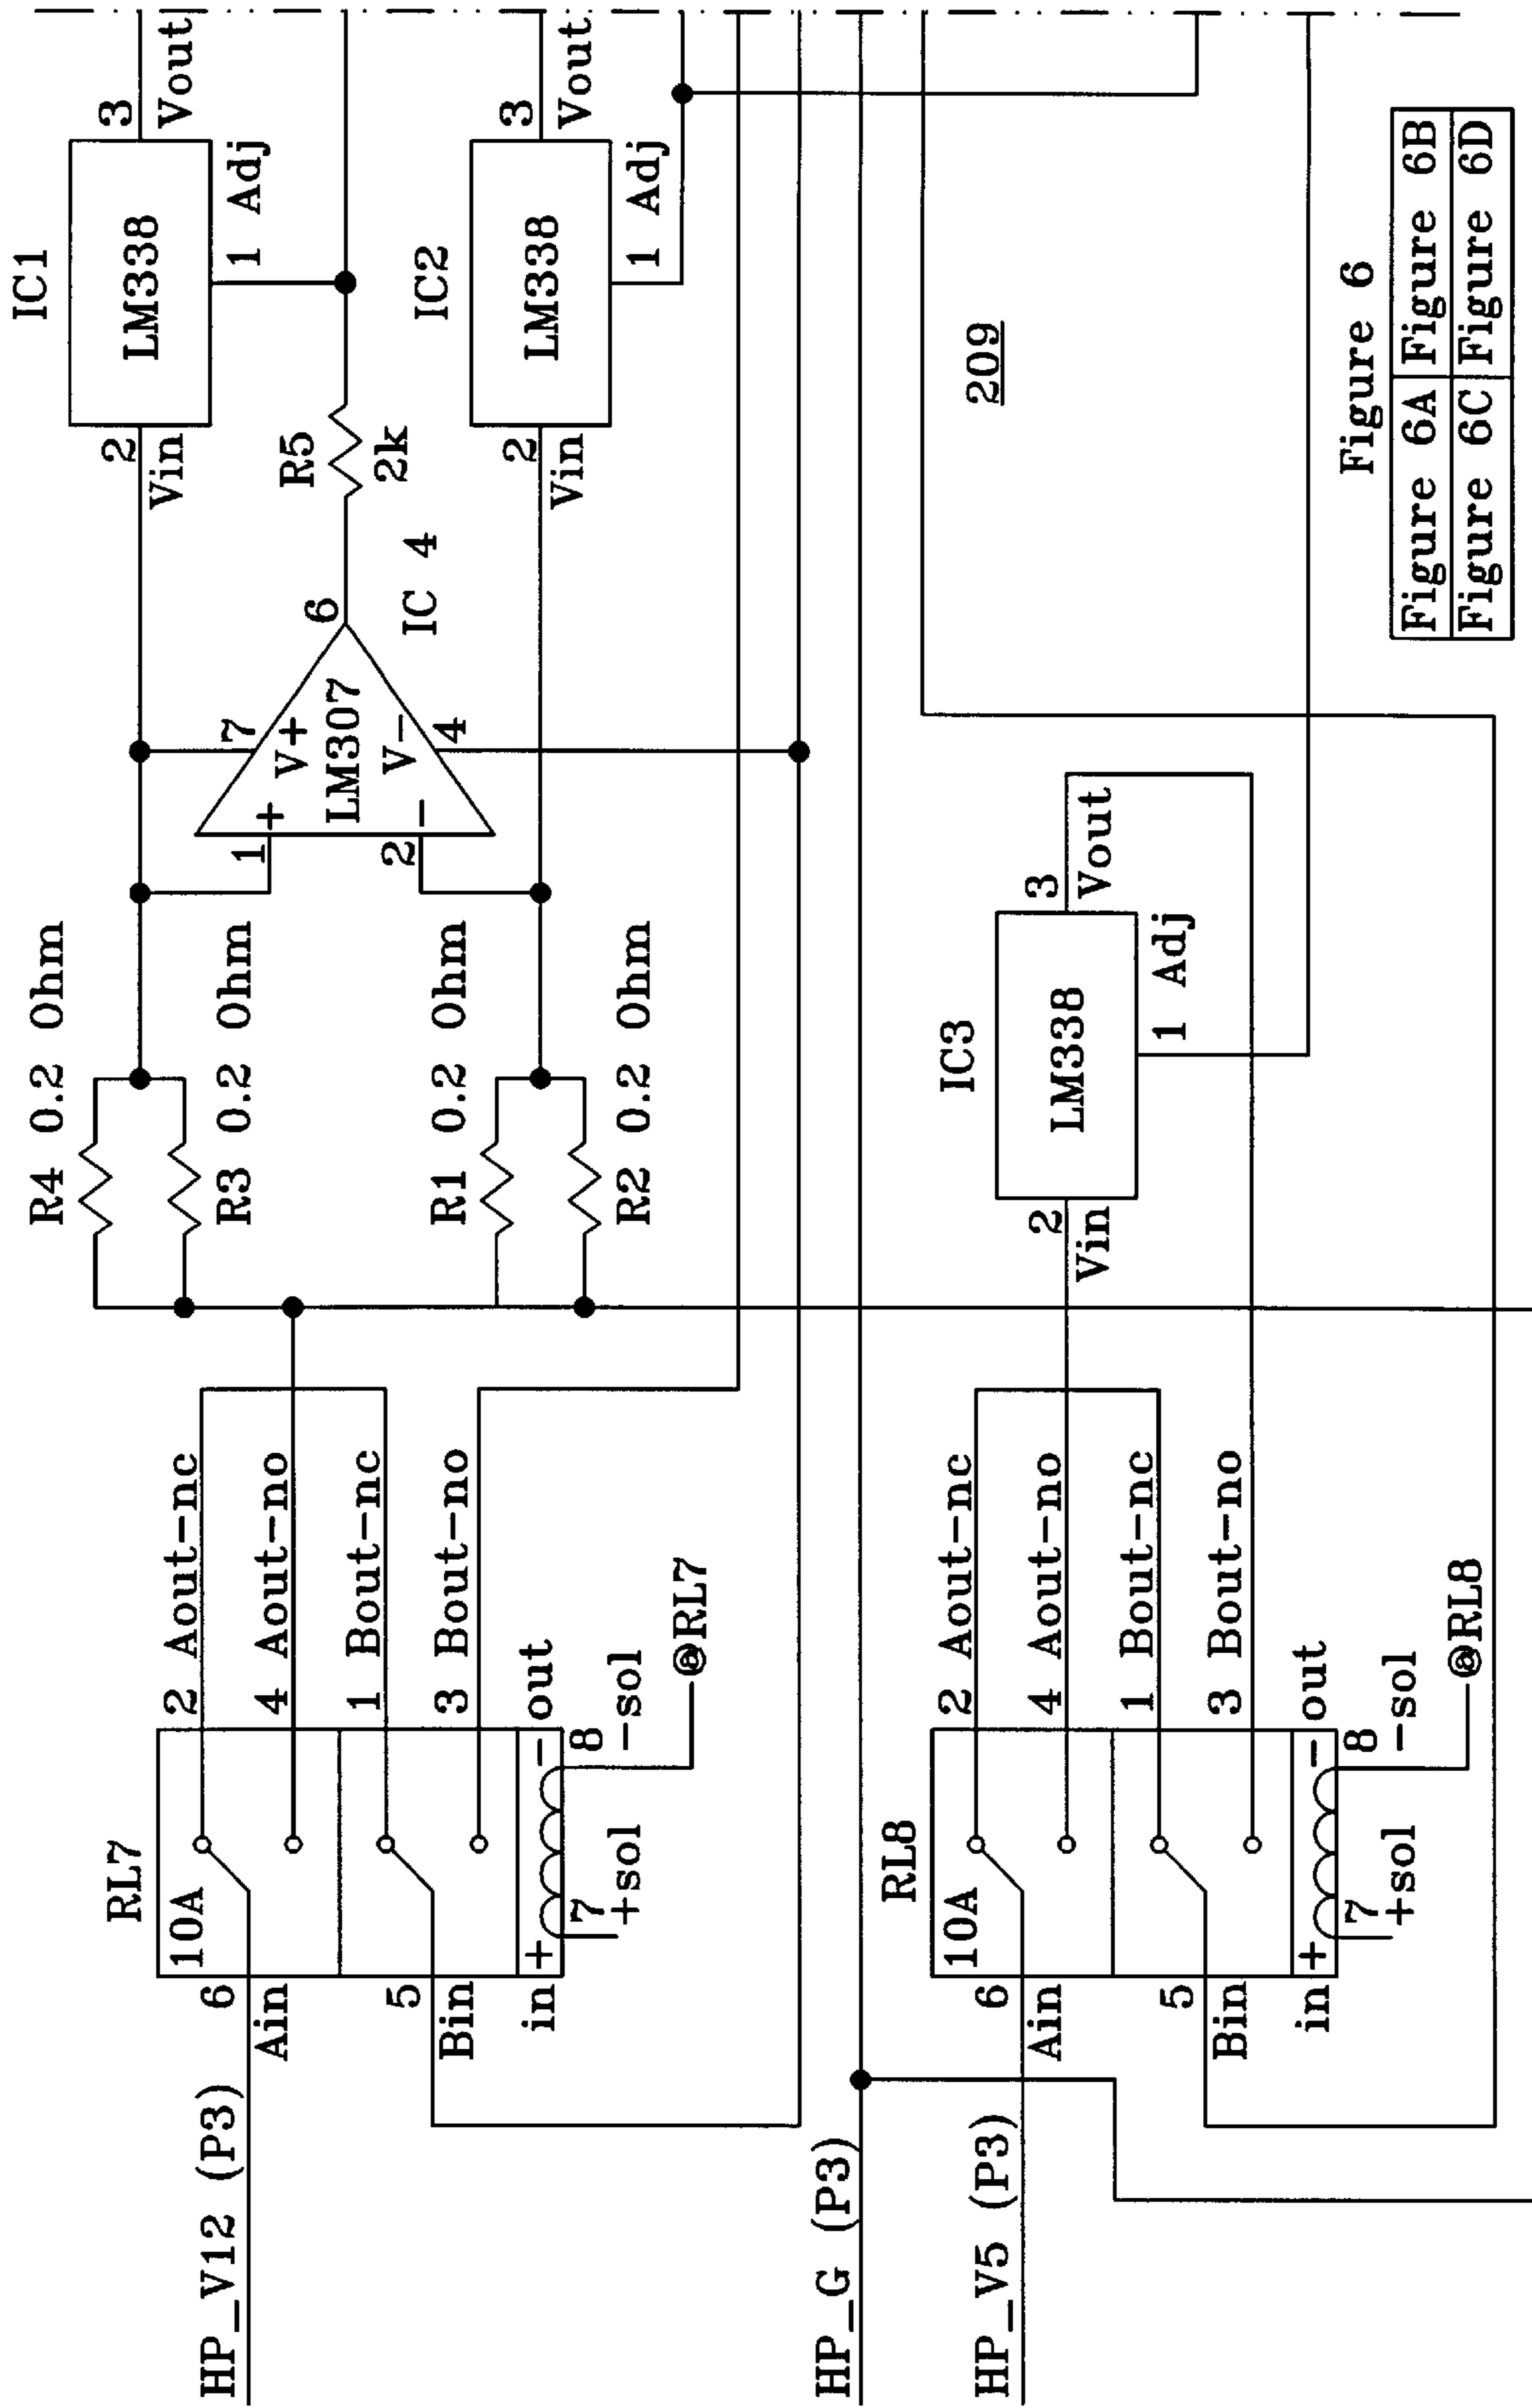 IC1
LM338
2
Vin
3
Vout
1 Adj
R4 0.2 Ohm
R3 0.2 Ohm
R1 0.2 Ohm
R2 0.2 Ohm
1
+
2
-
7
V+
LM307
V-
4
6
IC 4
R5
2k
IC2
LM338
2
Vin
3
Vout
1 Adj
HP_V12 (P3)
RL7
10A
6
Ain
5
Bin
in
+
-
out
2 Aout-nc
4 Aout-no
1 Bout-nc
3 Bout-no
7
+sol
8
-sol
@RL7
HP_G (P3)
209
HP_V5 (P3)
RL8
10A
6
Ain
5
Bin
in
+
-
out
2 Aout-nc
4 Aout-no
1 Bout-nc
3 Bout-no
7
+sol
8
-sol
@RL8
IC3
LM338
2
Vin
3
Vout
1 Adj
Figure 6
Figure 6A Figure 6B
Figure 6C Figure 6D